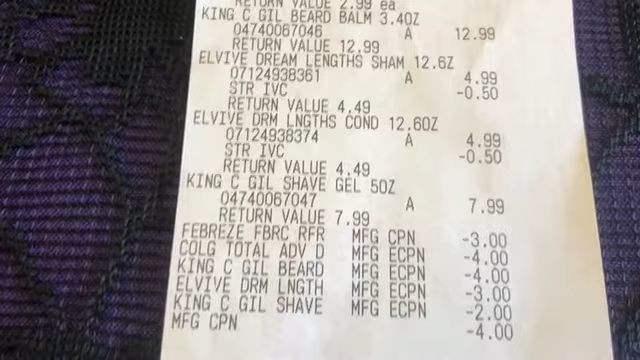 RETURN VALUE 2.99 ea
KING C GIL BEARD BALM 3.4OZ
04740067046 A 12.99
RETURN VALUE 12.99
ELVIVE DREAM LENGTHS SHAM 12.6Z
07124938361 A 4.99
STR IVC -0.50
RETURN VALUE 4.49
ELVIVE DRM LNGTHS COND 12.6OZ
07124938374 A 4.99
STR IVC -0.50
RETURN VALUE 4.49
KING C GIL SHAVE GEL 5OZ
04740067047 A 7.99
RETURN VALUE 7.99
FEBREZE FBRC RFR MFG CPN -3.00
COLG TOTAL ADV D MFG ECPN -4.00
KING C GIL BEARD MFG ECPN -4.00
ELVIVE DRM LNGTH MFG ECPN -3.00
KING C GIL SHAVE MFG ECPN -2.00
MFG CPN -4.00